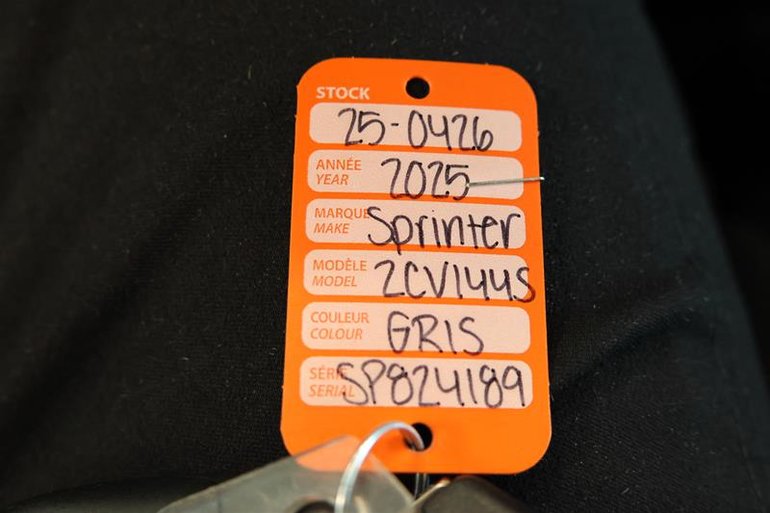 STOCK
25-0426
ANNÉE
YEAR
2025
MARQUE
MAKE
Sprinter
MODÈLE
MODEL
2CV144S
COULEUR
COLOUR
GRIS
SÉRIE
SERIAL
SP824189